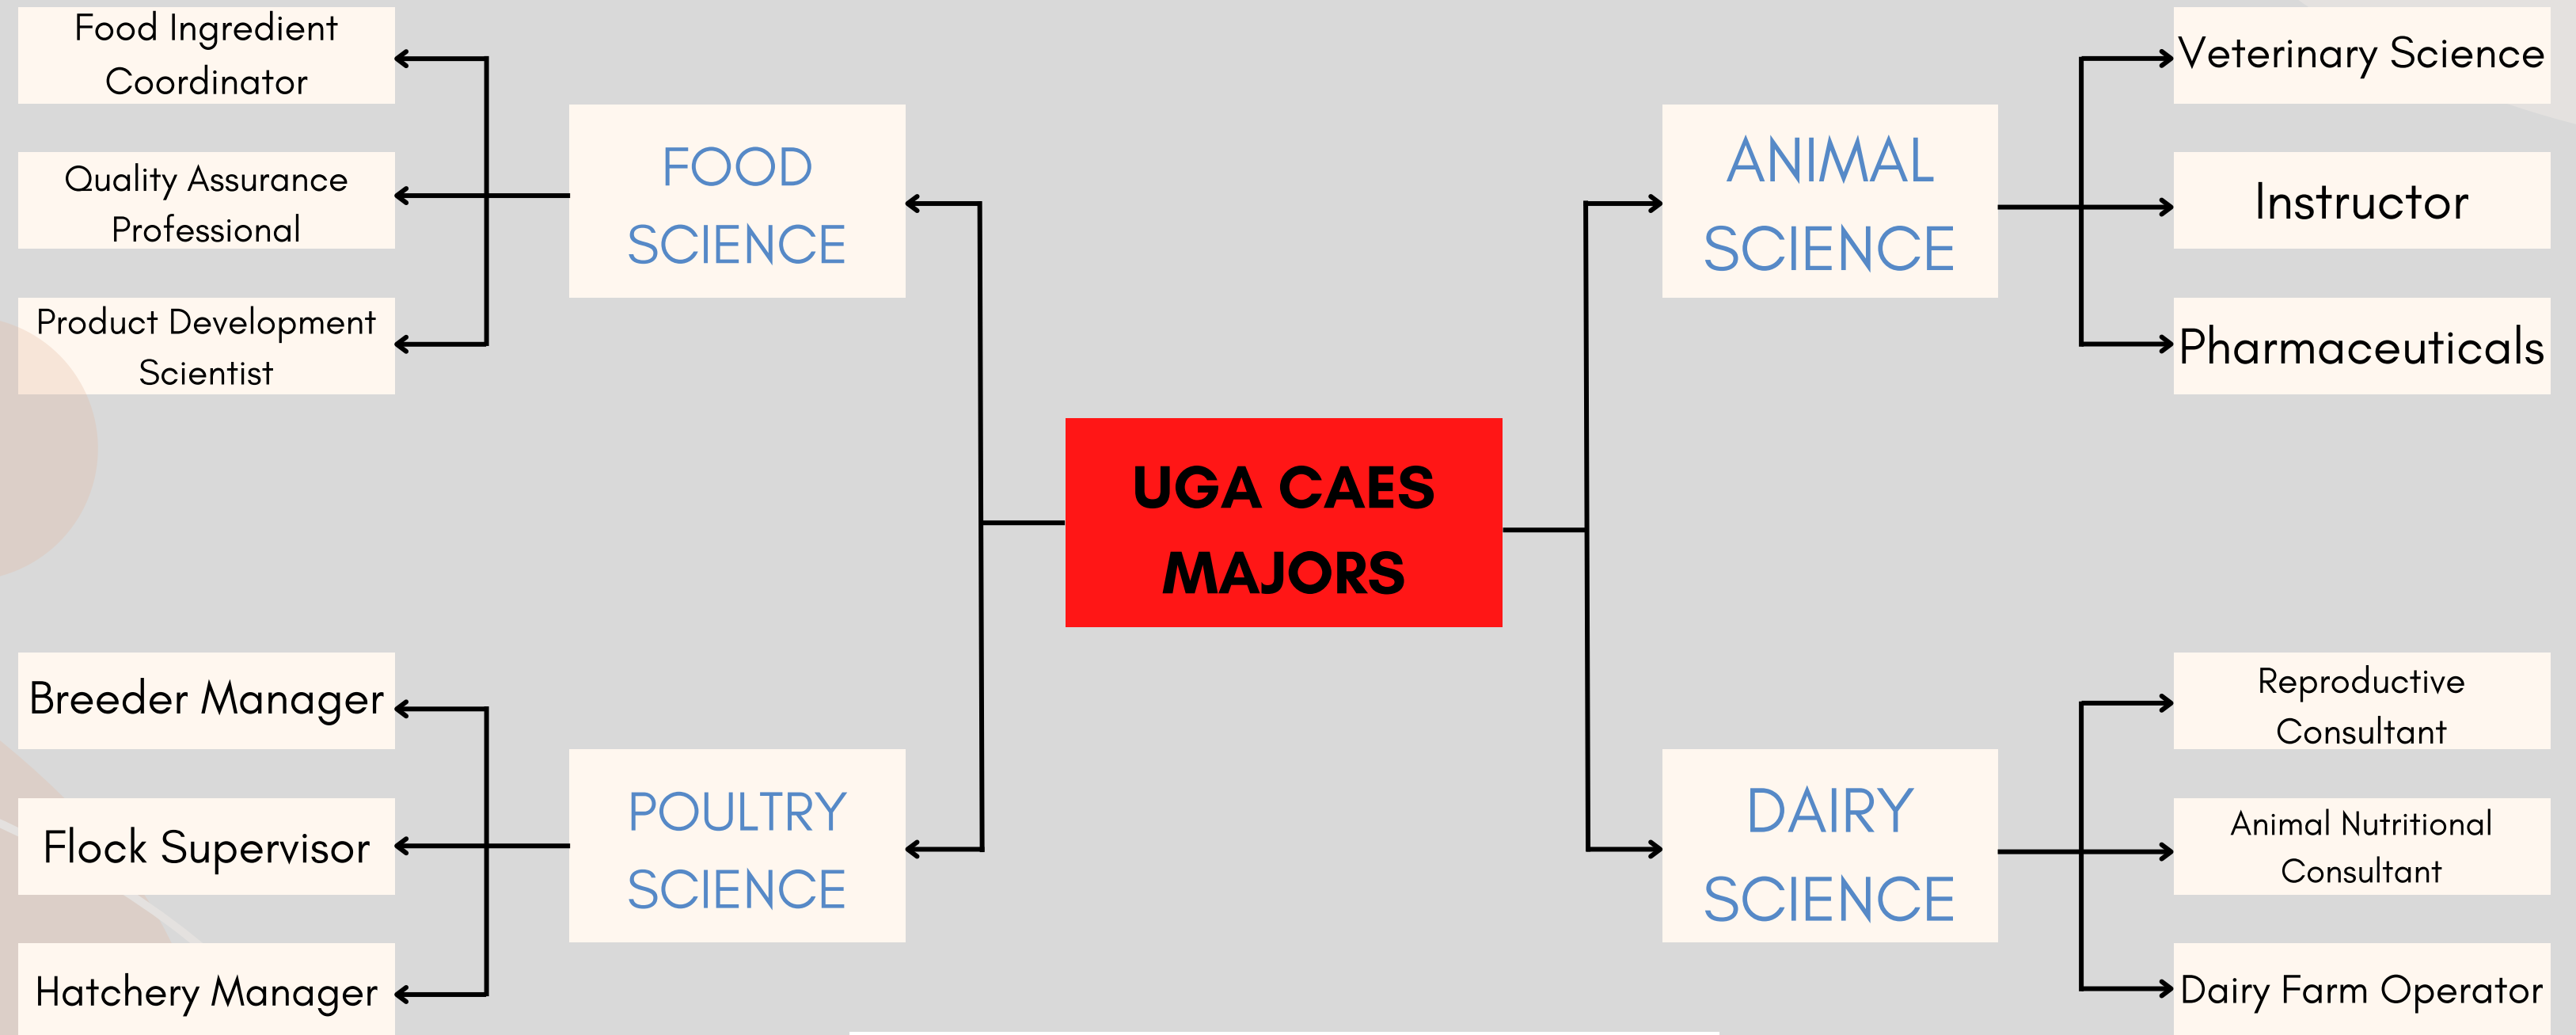 Food Ingredient
Coordinator
Quality Assurance
Professional
Product Development
Scientist
FOOD
SCIENCE
ANIMAL
SCIENCE
Veterinary Science
Instructor
Pharmaceuticals
UGA CAES
MAJORS
Breeder Manager
Flock Supervisor
Hatchery Manager
POULTRY
SCIENCE
DAIRY
SCIENCE
Reproductive
Consultant
Animal Nutritional
Consultant
Dairy Farm Operator